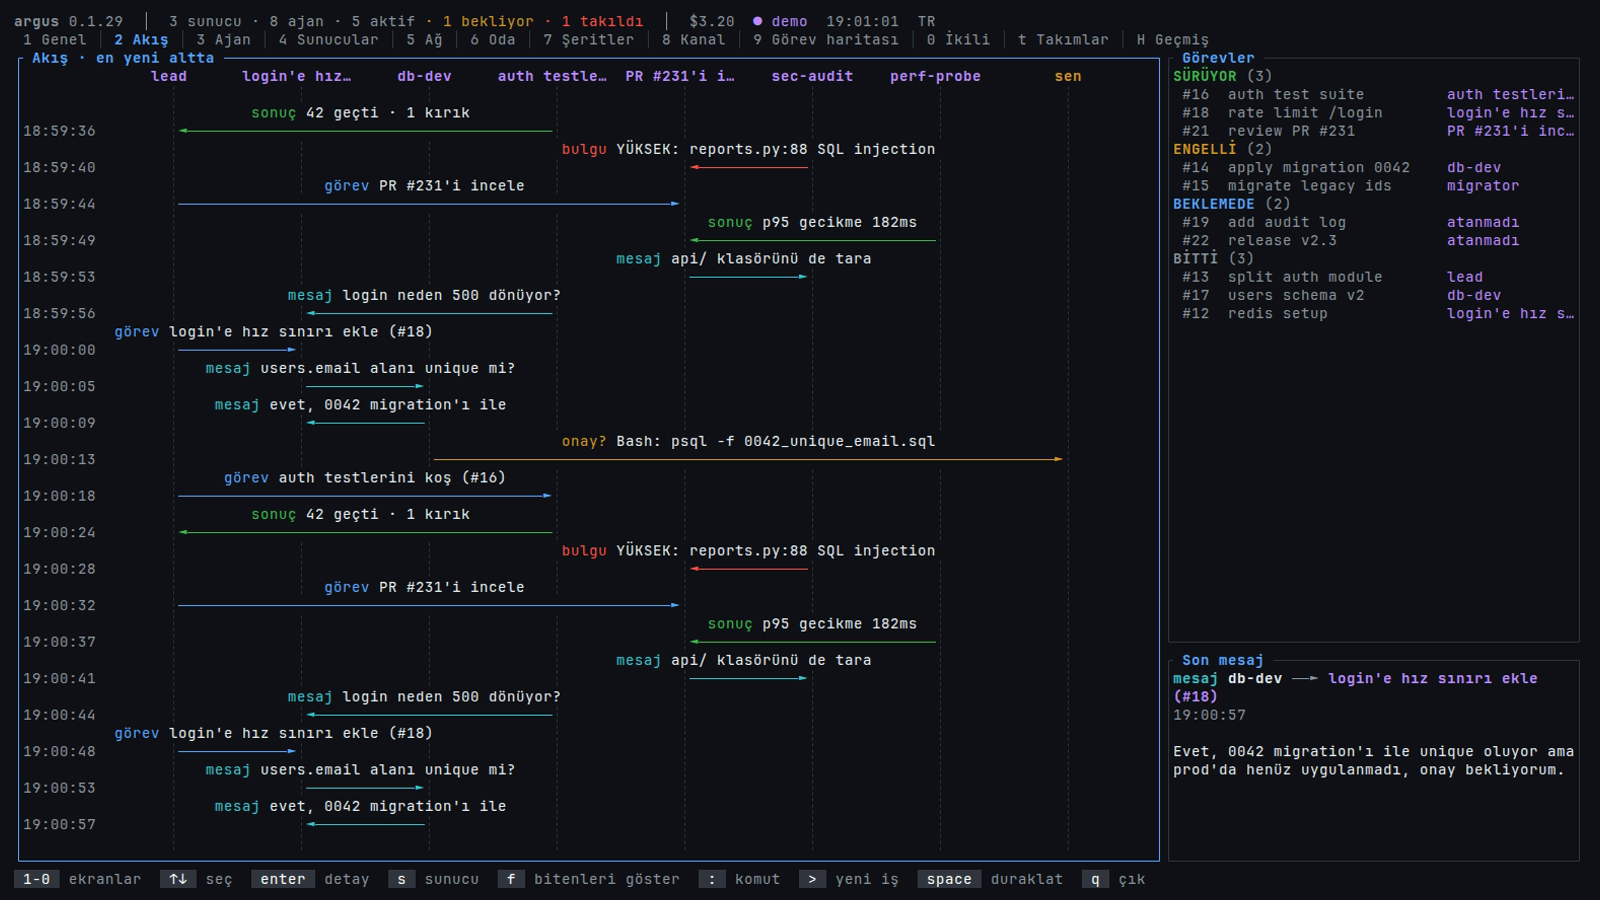 argus 0.1.29 │ 3 sunucu · 8 ajan · 5 aktif · 1 bekliyor · 1 takıldı │ $3.20 ● demo 19:01:01 TR
1 Genel │ 2 Akış │ 3 Ajan │ 4 Sunucular │ 5 Ağ │ 6 Oda │ 7 Şeritler │ 8 Kanal │ 9 Görev haritası │ 0 İkili │ t Takımlar │ H Geçmiş
Akış · en yeni altta
lead login'e hız… db-dev auth testle… PR #231'i i… sec-audit perf-probe sen
sonuç 42 geçti · 1 kırık
18:59:36
bulgu YÜKSEK: reports.py:88 SQL injection
18:59:40
görev PR #231'i incele
18:59:44
sonuç p95 gecikme 182ms
18:59:49
mesaj api/ klasörünü de tara
18:59:53
mesaj login neden 500 dönüyor?
18:59:56
görev login'e hız sınırı ekle (#18)
19:00:00
mesaj users.email alanı unique mi?
19:00:05
mesaj evet, 0042 migration'ı ile
19:00:09
onay? Bash: psql -f 0042_unique_email.sql
19:00:13
görev auth testlerini koş (#16)
19:00:18
sonuç 42 geçti · 1 kırık
19:00:24
bulgu YÜKSEK: reports.py:88 SQL injection
19:00:28
görev PR #231'i incele
19:00:32
sonuç p95 gecikme 182ms
19:00:37
mesaj api/ klasörünü de tara
19:00:41
mesaj login neden 500 dönüyor?
19:00:44
görev login'e hız sınırı ekle (#18)
19:00:48
mesaj users.email alanı unique mi?
19:00:53
mesaj evet, 0042 migration'ı ile
19:00:57
Görevler
SÜRÜYOR (3)
#16 auth test suite auth testleri…
#18 rate limit /login login'e hız s…
#21 review PR #231 PR #231'i inc…
ENGELLİ (2)
#14 apply migration 0042 db-dev
#15 migrate legacy ids migrator
BEKLEMEDE (2)
#19 add audit log atanmadı
#22 release v2.3 atanmadı
BİTTİ (3)
#13 split auth module lead
#17 users schema v2 db-dev
#12 redis setup login'e hız s…
Son mesaj
mesaj db-dev ──► login'e hız sınırı ekle
(#18)
19:00:57
Evet, 0042 migration'ı ile unique oluyor ama
prod'da henüz uygulanmadı, onay bekliyorum.
1-0 ekranlar ↑↓ seç enter detay s sunucu f bitenleri göster : komut > yeni iş space duraklat q çık